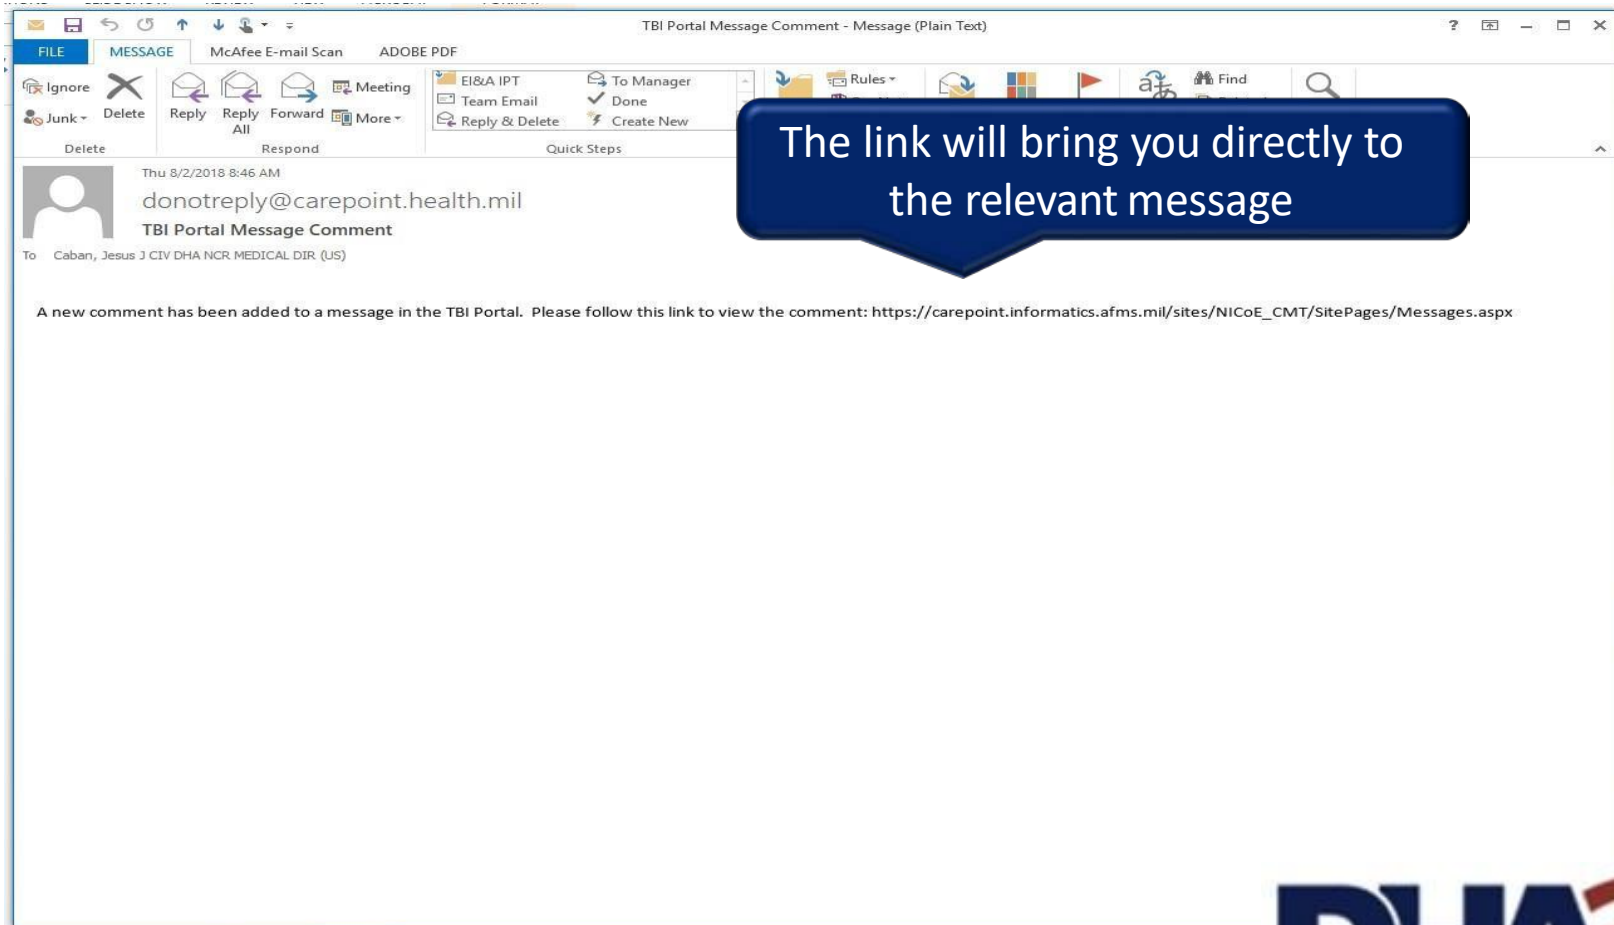 TBI Portal Message Comment - Message (Plain Text)
FILE MESSAGE McAfee E-mail Scan ADOBE PDF
Ignore
Junk
Delete
Reply
Reply All
Forward
Meeting
More
EI&A IPT
Team Email
Reply & Delete
To Manager
Done
Create New
Rules
Find
Delete Respond Quick Steps
The link will bring you directly to
the relevant message
Thu 8/2/2018 8:46 AM
donotreply@carepoint.health.mil
TBI Portal Message Comment
To Caban, Jesus J CIV DHA NCR MEDICAL DIR (US)
A new comment has been added to a message in the TBI Portal. Please follow this link to view the comment: https://carepoint.informatics.afms.mil/sites/NICoE_CMT/SitePages/Messages.aspx
DHA